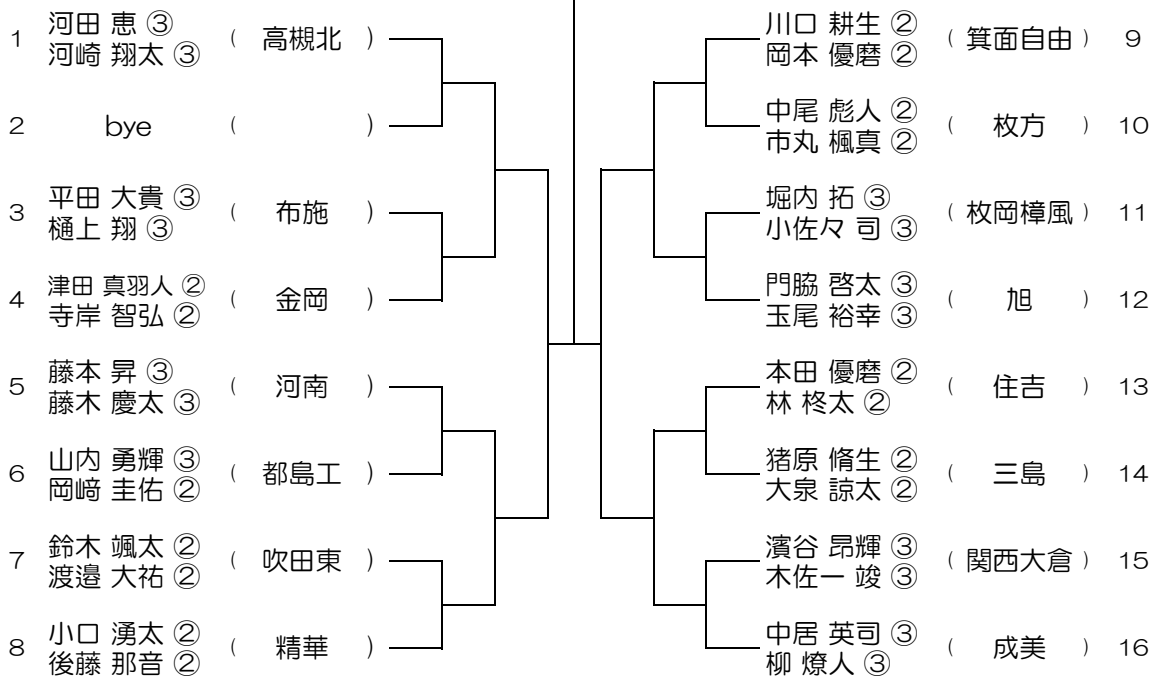 1 河田 恵 ③ ( 高槻北 )
河崎 翔太 ③
2 bye ( )
3 平田 大貴 ③ ( 布施 )
樋上 翔 ③
4 津田 真羽人 ② ( 金岡 )
寺岸 智弘 ②
5 藤本 昇 ③ ( 河南 )
藤木 慶太 ③
6 山内 勇輝 ③ ( 都島工 )
岡﨑 圭佑 ②
7 鈴木 颯太 ② ( 吹田東 )
渡邉 大祐 ②
8 小口 湧太 ② ( 精華 )
後藤 那音 ②
川口 耕生 ② ( 箕面自由 ) 9
岡本 優磨 ②
中尾 彪人 ② ( 枚方 ) 10
市丸 楓真 ②
堀内 拓 ③ ( 枚岡樟風 ) 11
小佐々 司 ③
門脇 啓太 ③ ( 旭 ) 12
玉尾 裕幸 ③
本田 優磨 ② ( 住吉 ) 13
林 柊太 ②
猪原 脩生 ② ( 三島 ) 14
大泉 諒太 ②
濱谷 昂輝 ③ ( 関西大倉 ) 15
木佐一 竣 ③
中居 英司 ③ ( 成美 ) 16
柳 燎人 ③